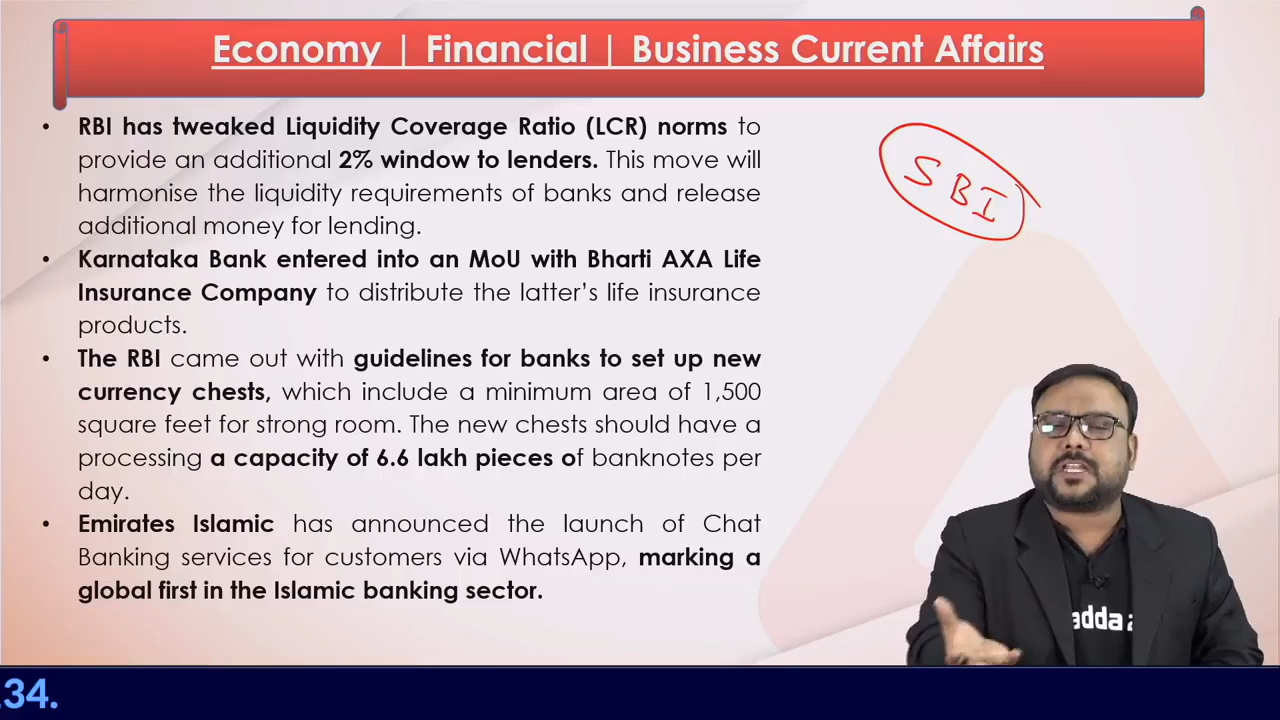 Economy | Financial | Business Current Affairs
• RBI has tweaked Liquidity Coverage Ratio (LCR) norms to
provide an additional 2% window to lenders. This move will
harmonise the liquidity requirements of banks and release
additional money for lending.
• Karnataka Bank entered into an MoU with Bharti AXA Life
Insurance Company to distribute the latter’s life insurance
products.
• The RBI came out with guidelines for banks to set up new
currency chests, which include a minimum area of 1,500
square feet for strong room. The new chests should have a
processing a capacity of 6.6 lakh pieces of banknotes per
day.
• Emirates Islamic has announced the launch of Chat
Banking services for customers via WhatsApp, marking a
global first in the Islamic banking sector.
SBI
adda
34.